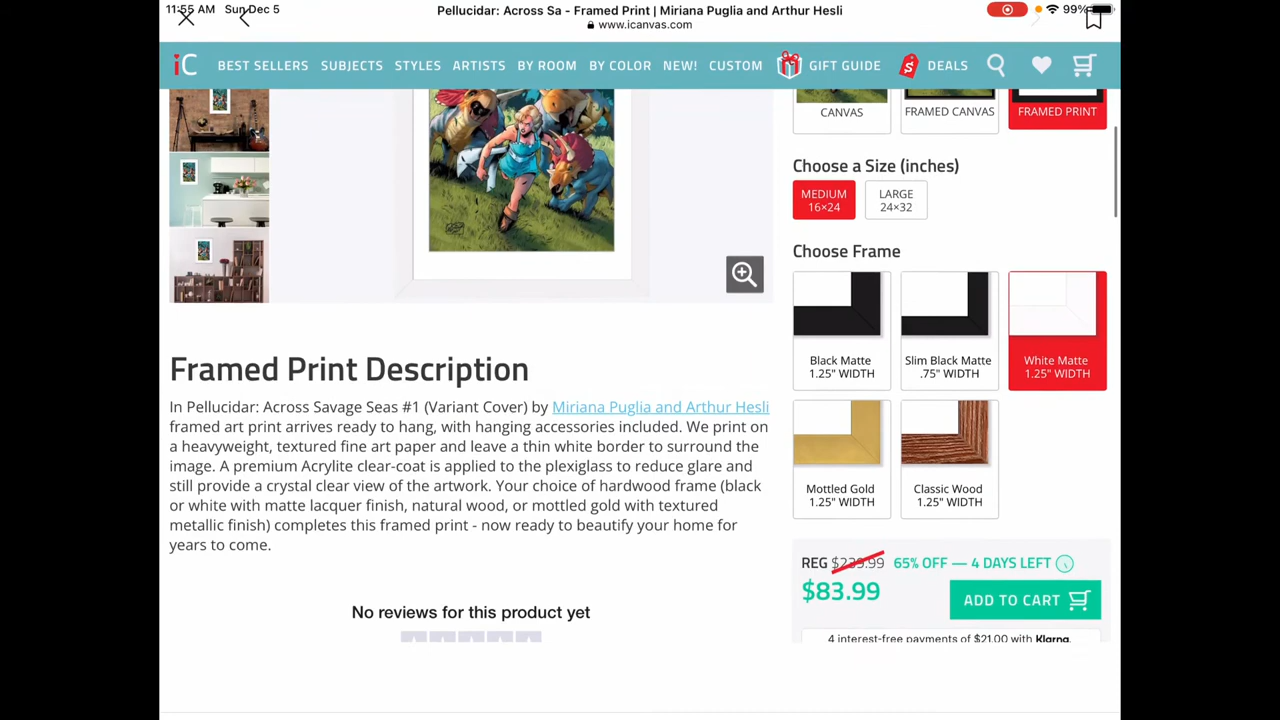 11:55 AM Sun Dec 5
Pellucidar: Across Sa - Framed Print | Miriana Puglia and Arthur Hesli
99%
www.icanvas.com
iC BEST SELLERS SUBJECTS STYLES ARTISTS BY ROOM BY COLOR NEW! CUSTOM GIFT GUIDE $ DEALS
CANVAS FRAMED CANVAS FRAMED PRINT
Choose a Size (inches)
MEDIUM
16×24
LARGE
24×32
Choose Frame
Black Matte
1.25" WIDTH
Slim Black Matte
.75" WIDTH
White Matte
1.25" WIDTH
Mottled Gold
1.25" WIDTH
Classic Wood
1.25" WIDTH
Framed Print Description
In Pellucidar: Across Savage Seas #1 (Variant Cover) by Miriana Puglia and Arthur Hesli
framed art print arrives ready to hang, with hanging accessories included. We print on
a heavyweight, textured fine art paper and leave a thin white border to surround the
image. A premium Acrylite clear-coat is applied to the plexiglass to reduce glare and
still provide a crystal clear view of the artwork. Your choice of hardwood frame (black
or white with matte lacquer finish, natural wood, or mottled gold with textured
metallic finish) completes this framed print - now ready to beautify your home for
years to come.
REG $239.99 65% OFF — 4 DAYS LEFT
$83.99
ADD TO CART
4 interest-free payments of $21.00 with Klarna.
No reviews for this product yet